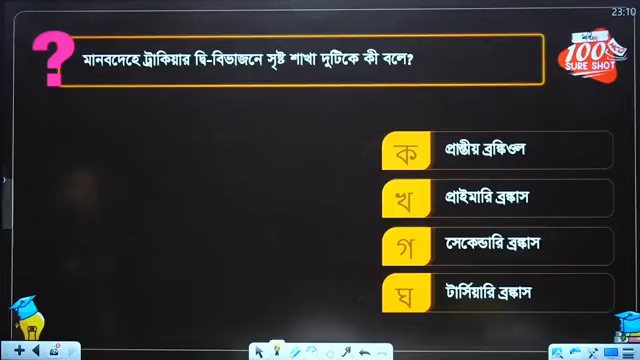 23:10
মানবদেহে ট্রাকিয়ার দ্বি-বিভাজনে সৃষ্ট শাখা দুটিকে কী বলে?
100
SURE SHOT
ক
প্রান্তীয় ব্রঙ্কিওল
খ
প্রাইমারি ব্রঙ্কাস
গ
সেকেন্ডারি ব্রঙ্কাস
ঘ
টার্সিয়ারি ব্রঙ্কাস